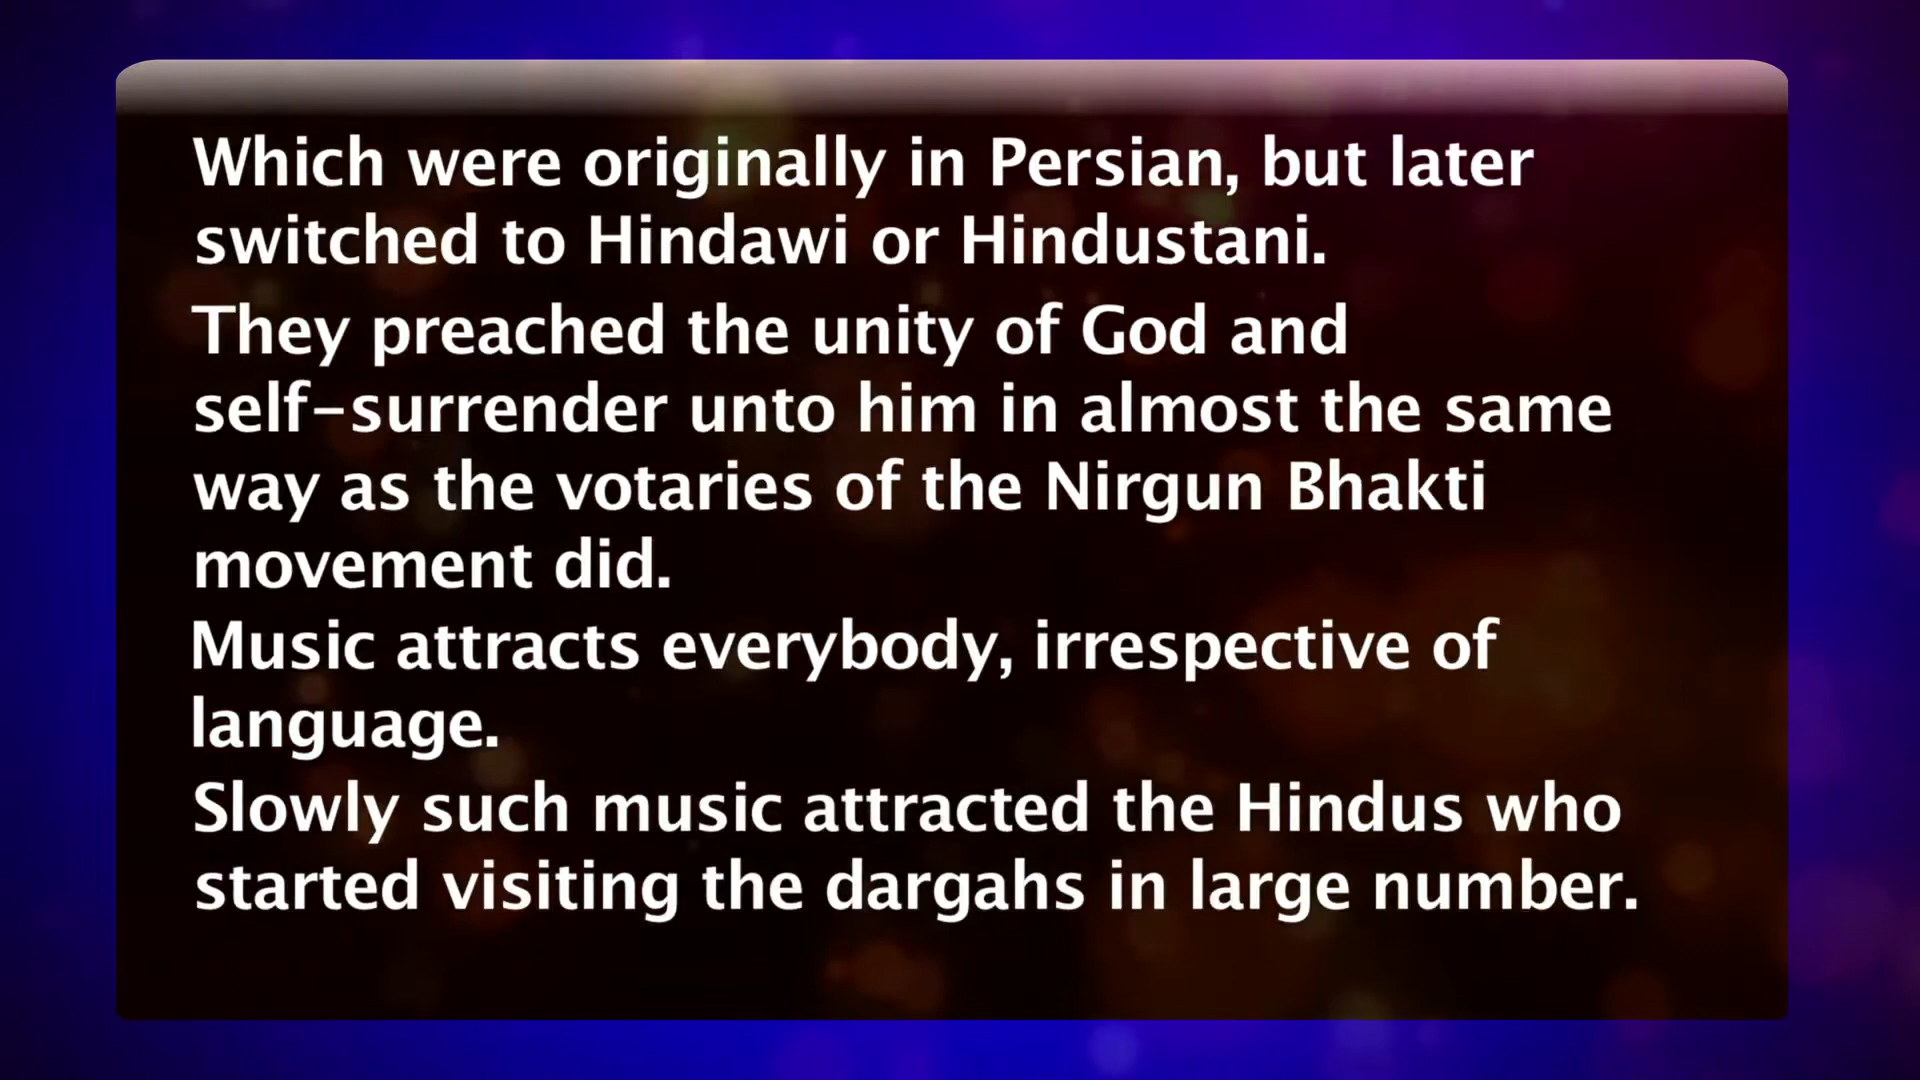 Which were originally in Persian, but later
switched to Hindawi or Hindustani.
They preached the unity of God and
self-surrender unto him in almost the same
way as the votaries of the Nirgun Bhakti
movement did.
Music attracts everybody, irrespective of
language.
Slowly such music attracted the Hindus who
started visiting the dargahs in large number.